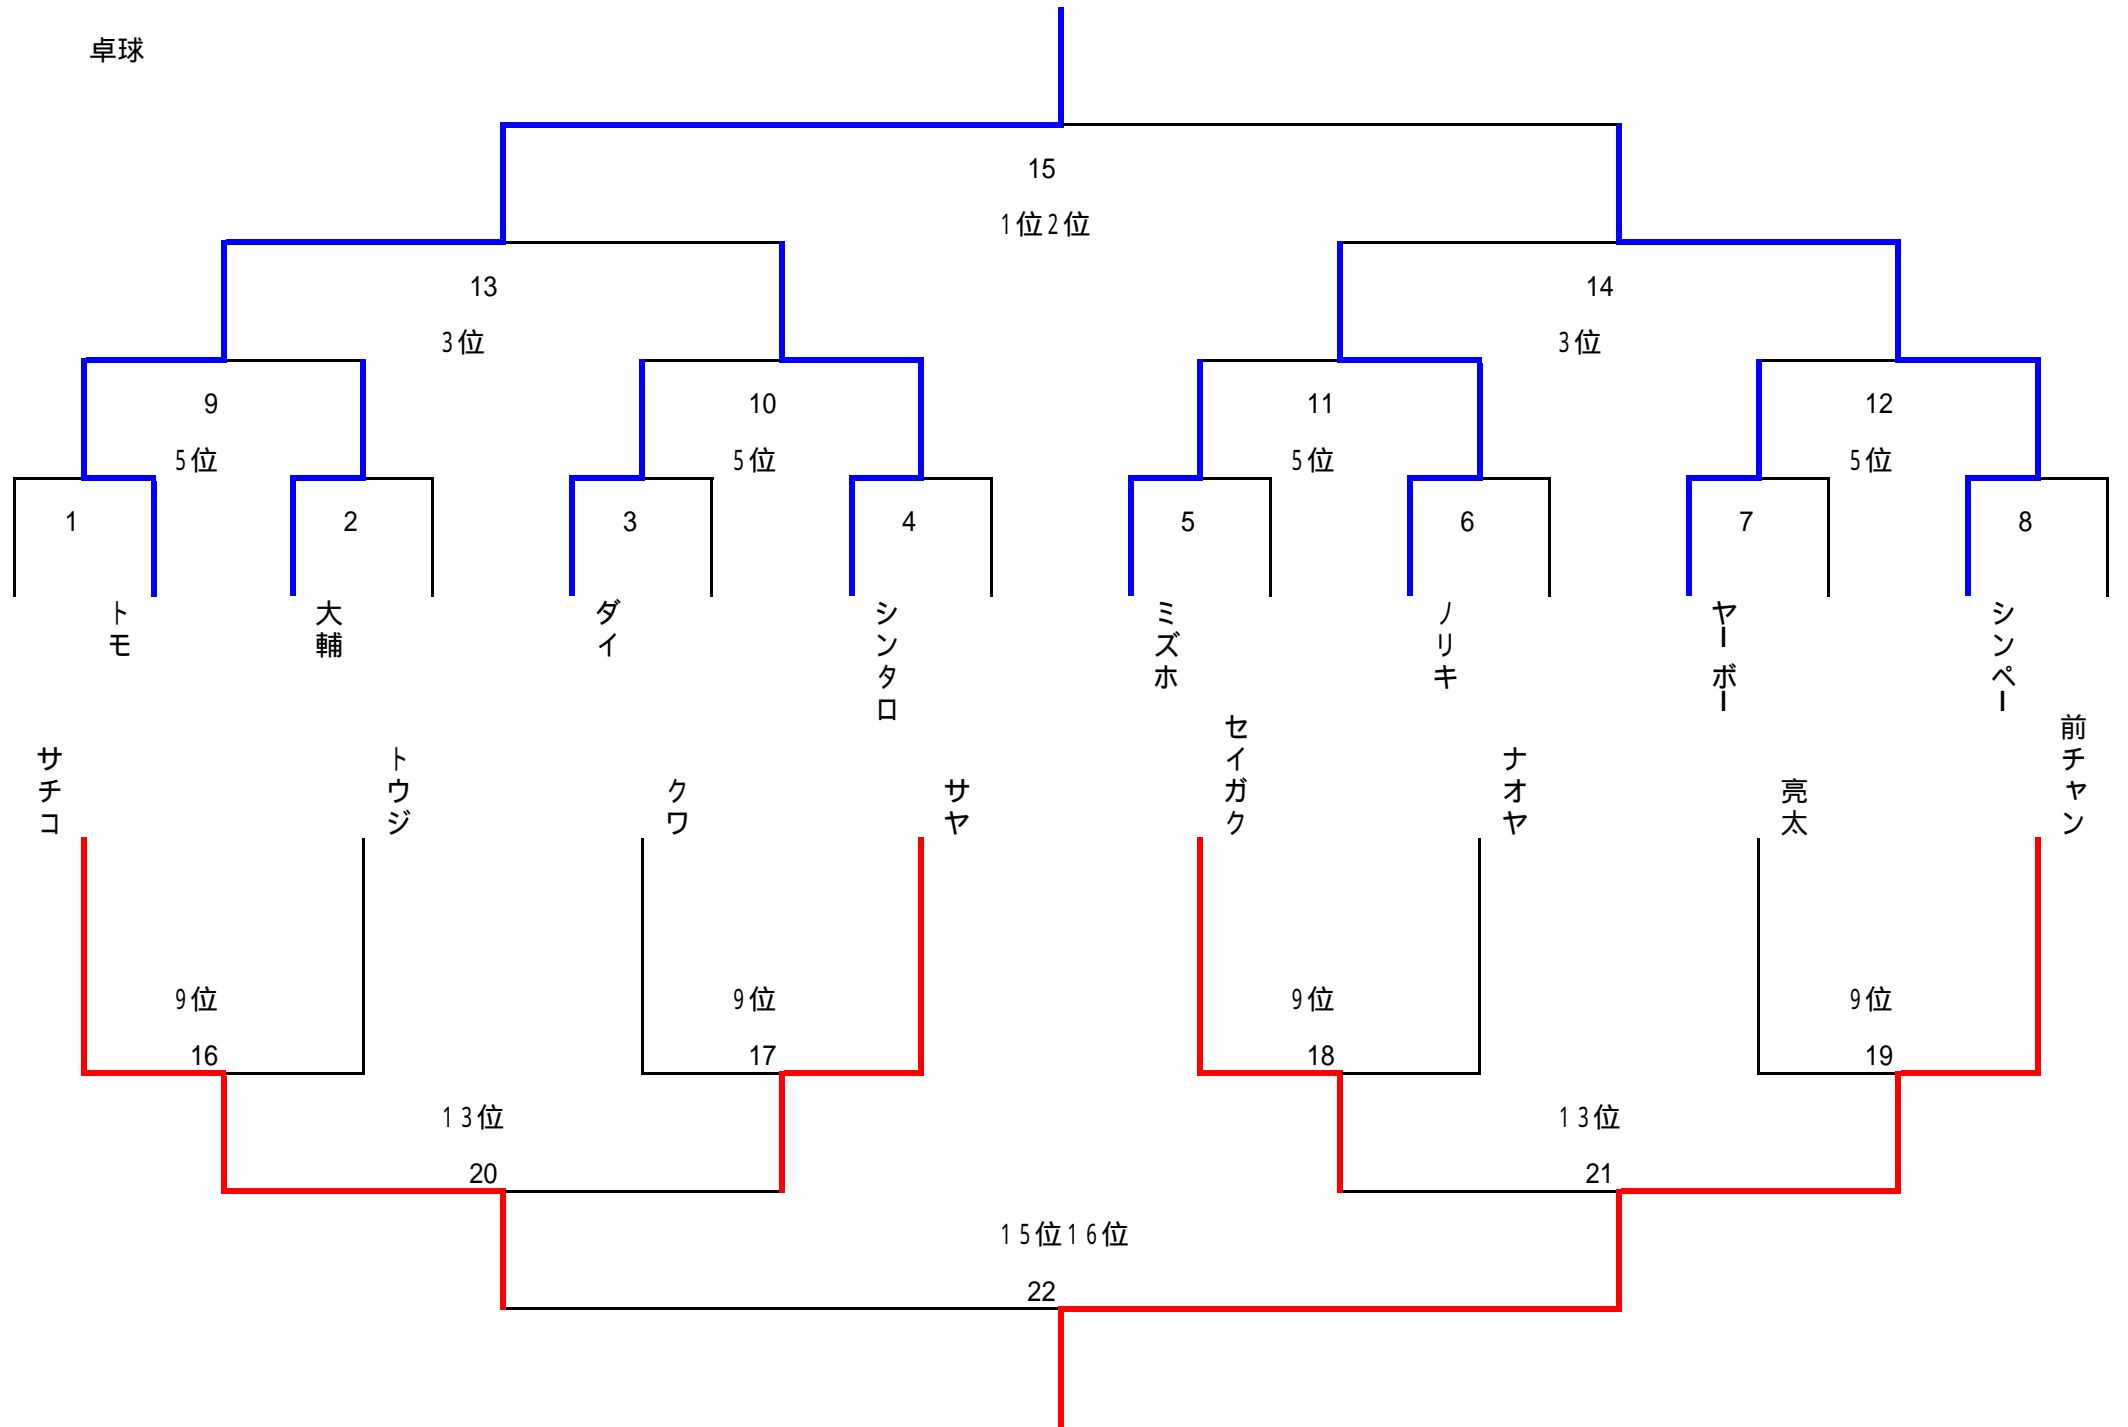 卓球
15
1位2位
13
14
3位
3位
9
10
11
12
5位
5位
5位
5位
1
2
3
4
5
6
7
8
トモ
大輔
ダイ
シンタロ
ミズホ
ノリキ
ヤーボー
シンペー
サチコ
トウジ
クワ
サヤ
セイガク
ナオヤ
亮太
前チャン
9位
9位
9位
9位
16
17
18
19
13位
13位
20
21
15位16位
22